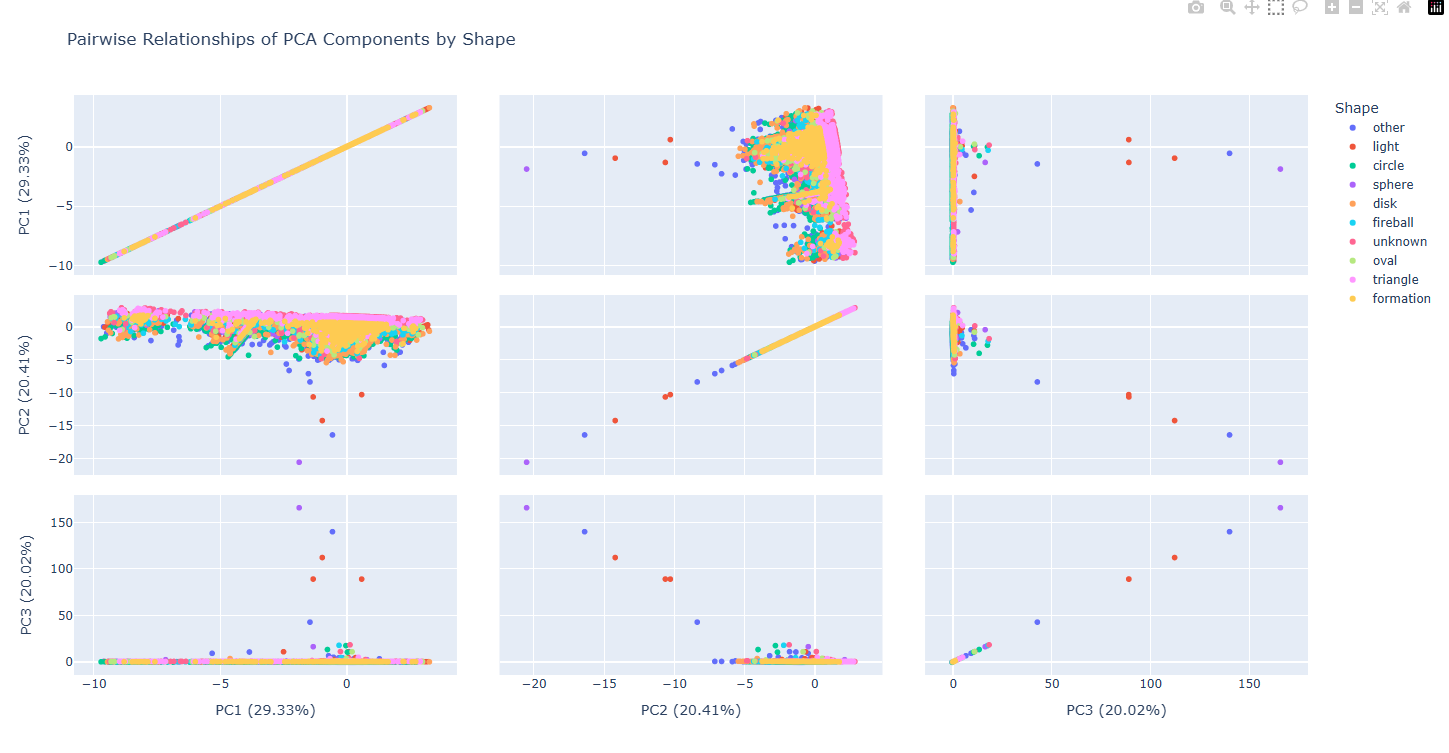 Pairwise Relationships of PCA Components by Shape
Shape
other
light
circle
sphere
disk
fireball
unknown
oval
triangle
formation
PC1 (29.33%)
0
−5
−10
PC2 (20.41%)
0
−5
−10
−15
−20
PC3 (20.02%)
150
100
50
0
−10 −5 0
−20 −15 −10 −5 0
0 50 100 150
PC1 (29.33%)
PC2 (20.41%)
PC3 (20.02%)